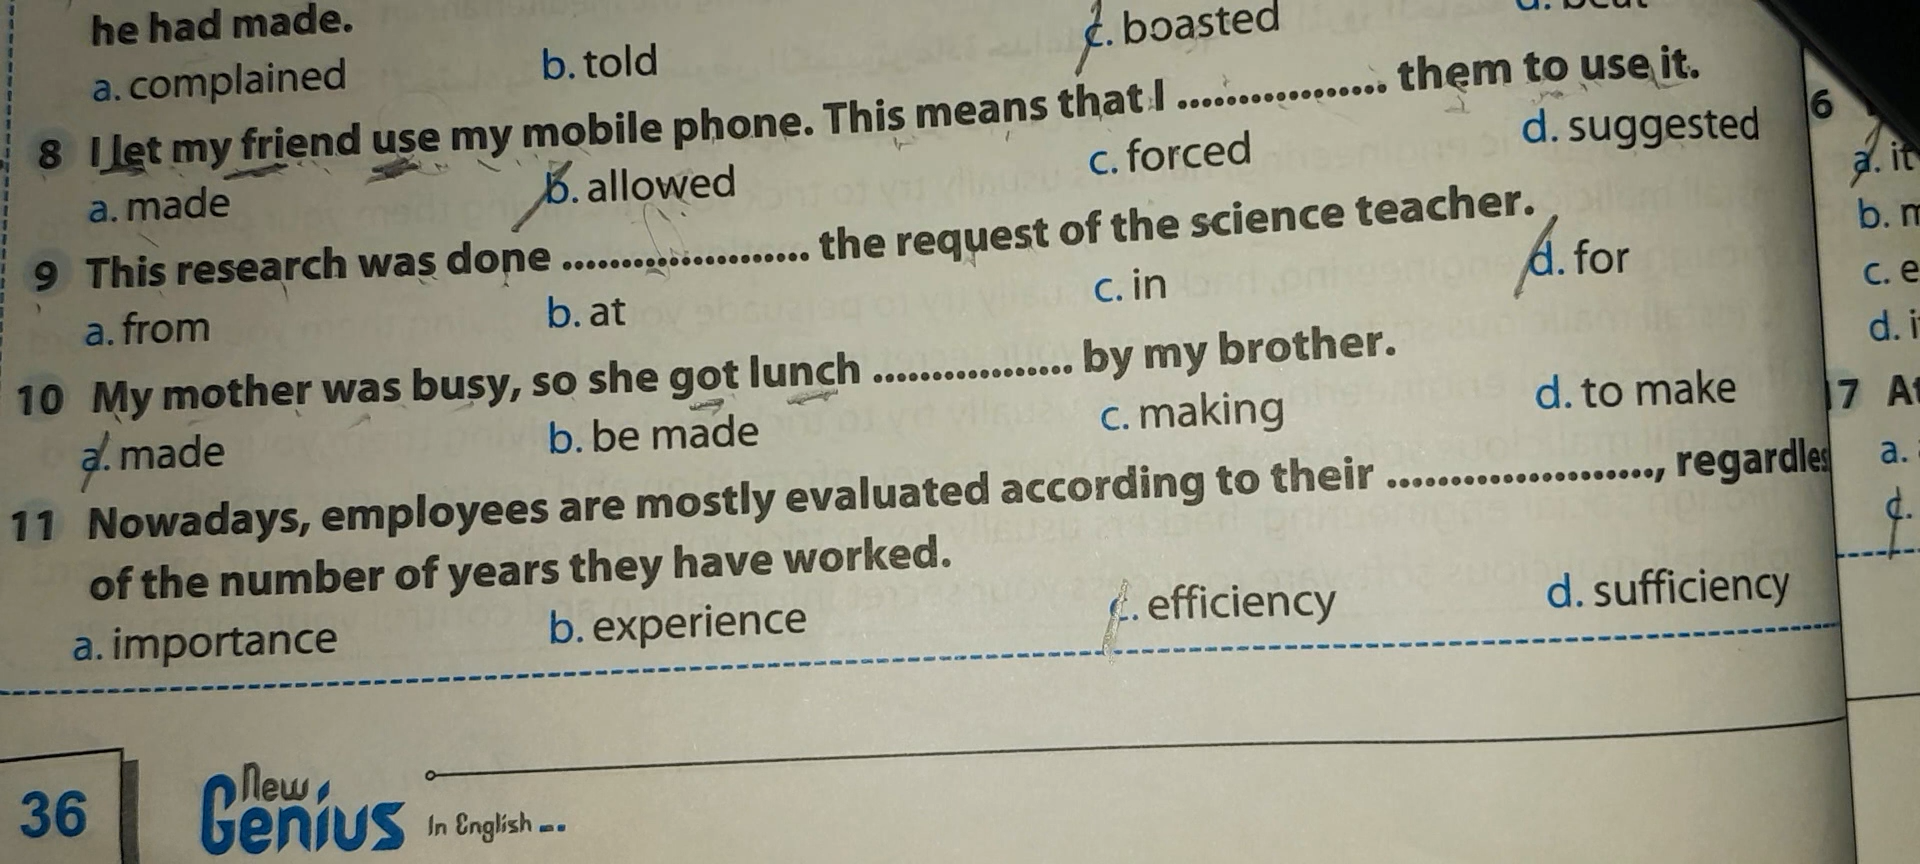 he had made.
a. complained b. told c. boasted
8 I let my friend use my mobile phone. This means that I ................. them to use it.
a. made b. allowed c. forced d. suggested
9 This research was done .................... the request of the science teacher.
a. from b. at c. in d. for
10 My mother was busy, so she got lunch ................. by my brother.
a. made b. be made c. making d. to make
11 Nowadays, employees are mostly evaluated according to their ...................., regardles
of the number of years they have worked.
a. importance b. experience c. efficiency d. sufficiency
36 New Genius In English
6
a. it
b.
c. e
d. i
17
a.
c.